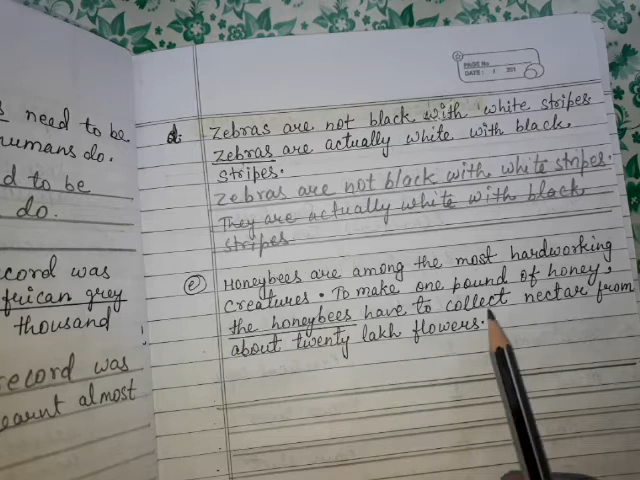 need to be
humans do.
d to be
do.
cord was
frican grey
thousand
record was
earnt almost
PAGE No
DATE: / 201
d. Zebras are not black with white stripes
Zebras are actually white with black.
stripes.
Zebras are not black with white stripes.
They are actually white with black
stripes
(e) Honeybees are among the most hardworking
creatures. To make one pound of honey,
the honeybees have to collect nectar from
about twenty lakh flowers.